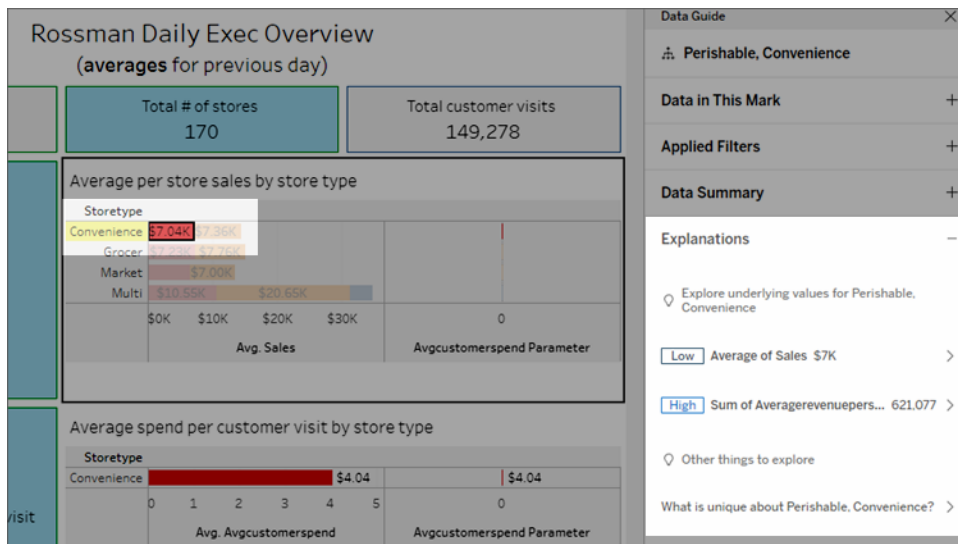 Rossman Daily Exec Overview
(averages for previous day)
Total # of stores
170
Total customer visits
149,278
Average per store sales by store type
Storetype
Convenience $7.04K $7.36K
Grocer $7.23K $7.76K
Market $7.00K
Multi $10.55K $20.65K
$0K $10K $20K $30K 0
Avg. Sales Avgcustomerspend Parameter
Average spend per customer visit by store type
Storetype
Convenience $4.04 $4.04
0 1 2 3 4 5 0
Avg. Avgcustomerspend Avgcustomerspend Parameter
visit
Data Guide
Perishable, Convenience
Data in This Mark
Applied Filters
Data Summary
Explanations
Explore underlying values for Perishable,
Convenience
Low Average of Sales $7K
High Sum of Averagerevenuepers... 621,077
Other things to explore
What is unique about Perishable, Convenience?